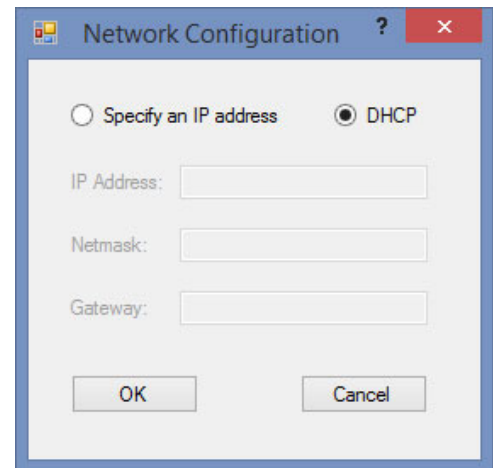 Network Configuration ?
Specify an IP address DHCP
IP Address:
Netmask:
Gateway:
OK Cancel